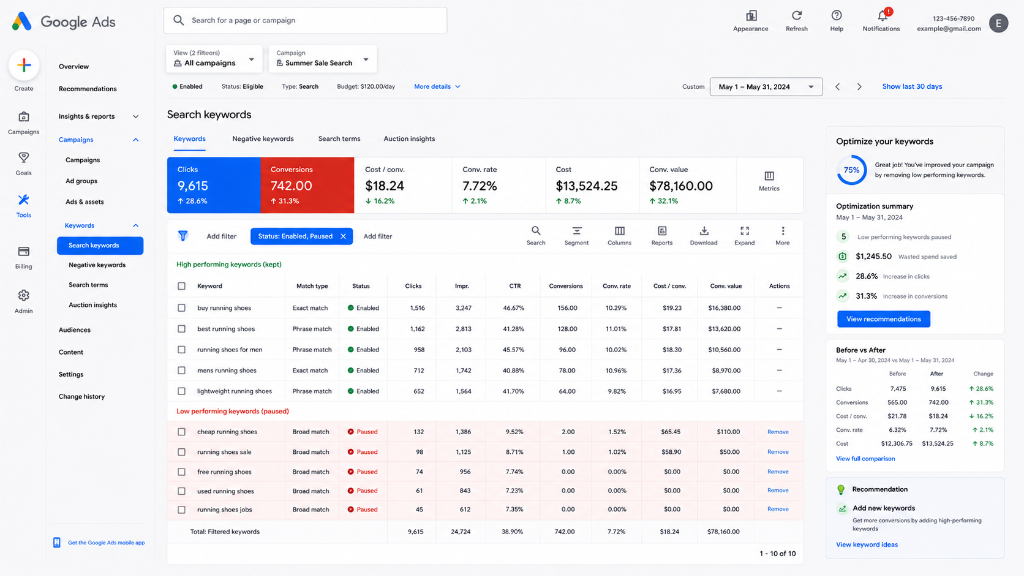 Google Ads
Search for a page or campaign
Appearance
Refresh
Help
Notifications
123-456-7890
example@gmail.com
E
View (2 filteers)
All campaigns
Campaign
Summer Sale Search
Enabled Status: Eligible Type: Search Budget: $120.00/day More details
Custom May 1 – May 31, 2024 Show last 30 days
Create
Campaigns
Goals
Tools
Billing
Admin
Overview
Recommendations
Insights & reports
Campaigns
Campaigns
Ad groups
Ads & assets
Keywords
Search keywords
Negative keywords
Search terms
Auction insights
Audiences
Content
Settings
Change history
Get the Google Ads mobile app
Search keywords
Keywords Negative keywords Search terms Auction insights
Clicks Conversions Cost / conv. Conv. rate Cost Conv. value
9,615 742.00 $18.24 7.72% $13,524.25 $78,160.00 Metrics
↑ 28.6% ↑ 31.3% ↓ 16.2% ↑ 2.1% ↑ 8.7% ↑ 32.1%
Add filter Status: Enabled, Paused × Add filter
Search Segment Columns Reports Download Expand More
High performing keywords (kept)
Keyword Match type Status Clicks Impr. CTR Conversions Conv. rate Cost / conv. Conv. value Actions
buy running shoes Exact match Enabled 1,516 3,247 46.67% 156.00 10.29% $19.23 $16,380.00 –
best running shoes Phrase match Enabled 1,162 2,813 41.28% 128.00 11.01% $17.81 $13,620.00 –
running shoes for men Phrase match Enabled 958 2,103 45.57% 96.00 10.02% $18.30 $10,560.00 –
mens running shoes Exact match Enabled 712 1,742 40.88% 78.00 10.96% $17.36 $8,970.00 –
lightweight running shoes Phrase match Enabled 652 1,564 41.70% 64.00 9.82% $16.95 $7,680.00 –
Low performing keywords (paused)
cheap running shoes Broad match Paused 132 1,386 9.52% 2.00 1.52% $65.45 $110.00 Remove
running shoes sale Broad match Paused 98 1,125 8.71% 1.00 1.02% $58.90 $50.00 Remove
free running shoes Broad match Paused 74 956 7.74% 0.00 0.00% $0.00 $0.00 Remove
used running shoes Broad match Paused 61 843 7.23% 0.00 0.00% $0.00 $0.00 Remove
running shoes jobs Broad match Paused 45 612 7.35% 0.00 0.00% $0.00 $0.00 Remove
Total: Filtered keywords 9,615 24,724 38.90% 742.00 7.72% $18.24 $78,160.00
1 - 10 of 10
Optimize your keywords
75%
Great job! You've improved your campaign
by removing low performing keywords.
Optimization summary
May 1 – May 31, 2024
5 Low performing keywords paused
$1,245.50 Wasted spend saved
28.6% Increase in clicks
31.3% Increase in conversions
View recommendations
Before vs After
May 1 – Apr 30, 2024 vs May 1 – May 31, 2024
Before After Change
Clicks 7,475 9,615 ↑ 28.6%
Conversions 565.00 742.00 ↑ 31.3%
Cost / conv. $21.78 $18.24 ↓ 16.2%
Conv. rate 6.32% 7.72% ↑ 2.1%
Cost $12,306.75 $13,524.25 ↑ 8.7%
View full comparison
Recommendation
Add new keywords
Get more conversions by adding high-performing
keywords
View keyword ideas